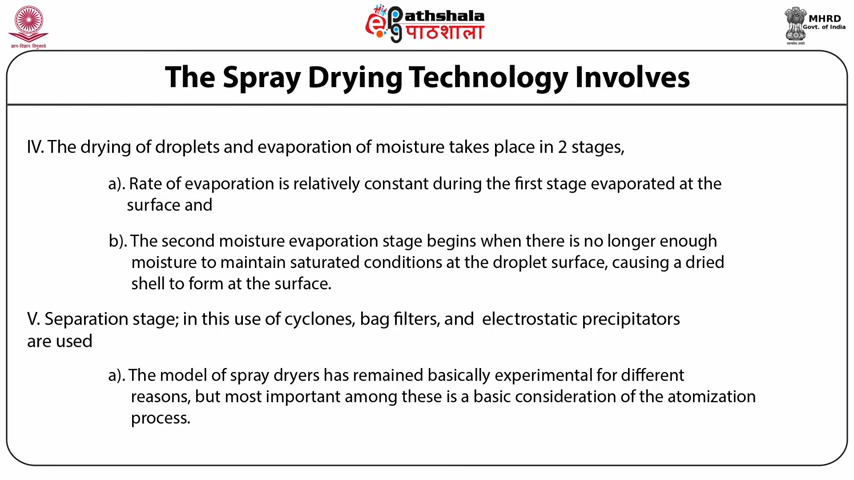 ePathshala
पाठशाला
MHRD
Govt. of India
The Spray Drying Technology Involves
IV. The drying of droplets and evaporation of moisture takes place in 2 stages,
a). Rate of evaporation is relatively constant during the first stage evaporated at the
surface and
b). The second moisture evaporation stage begins when there is no longer enough
moisture to maintain saturated conditions at the droplet surface, causing a dried
shell to form at the surface.
V. Separation stage; in this use of cyclones, bag filters, and electrostatic precipitators
are used
a). The model of spray dryers has remained basically experimental for different
reasons, but most important among these is a basic consideration of the atomization
process.